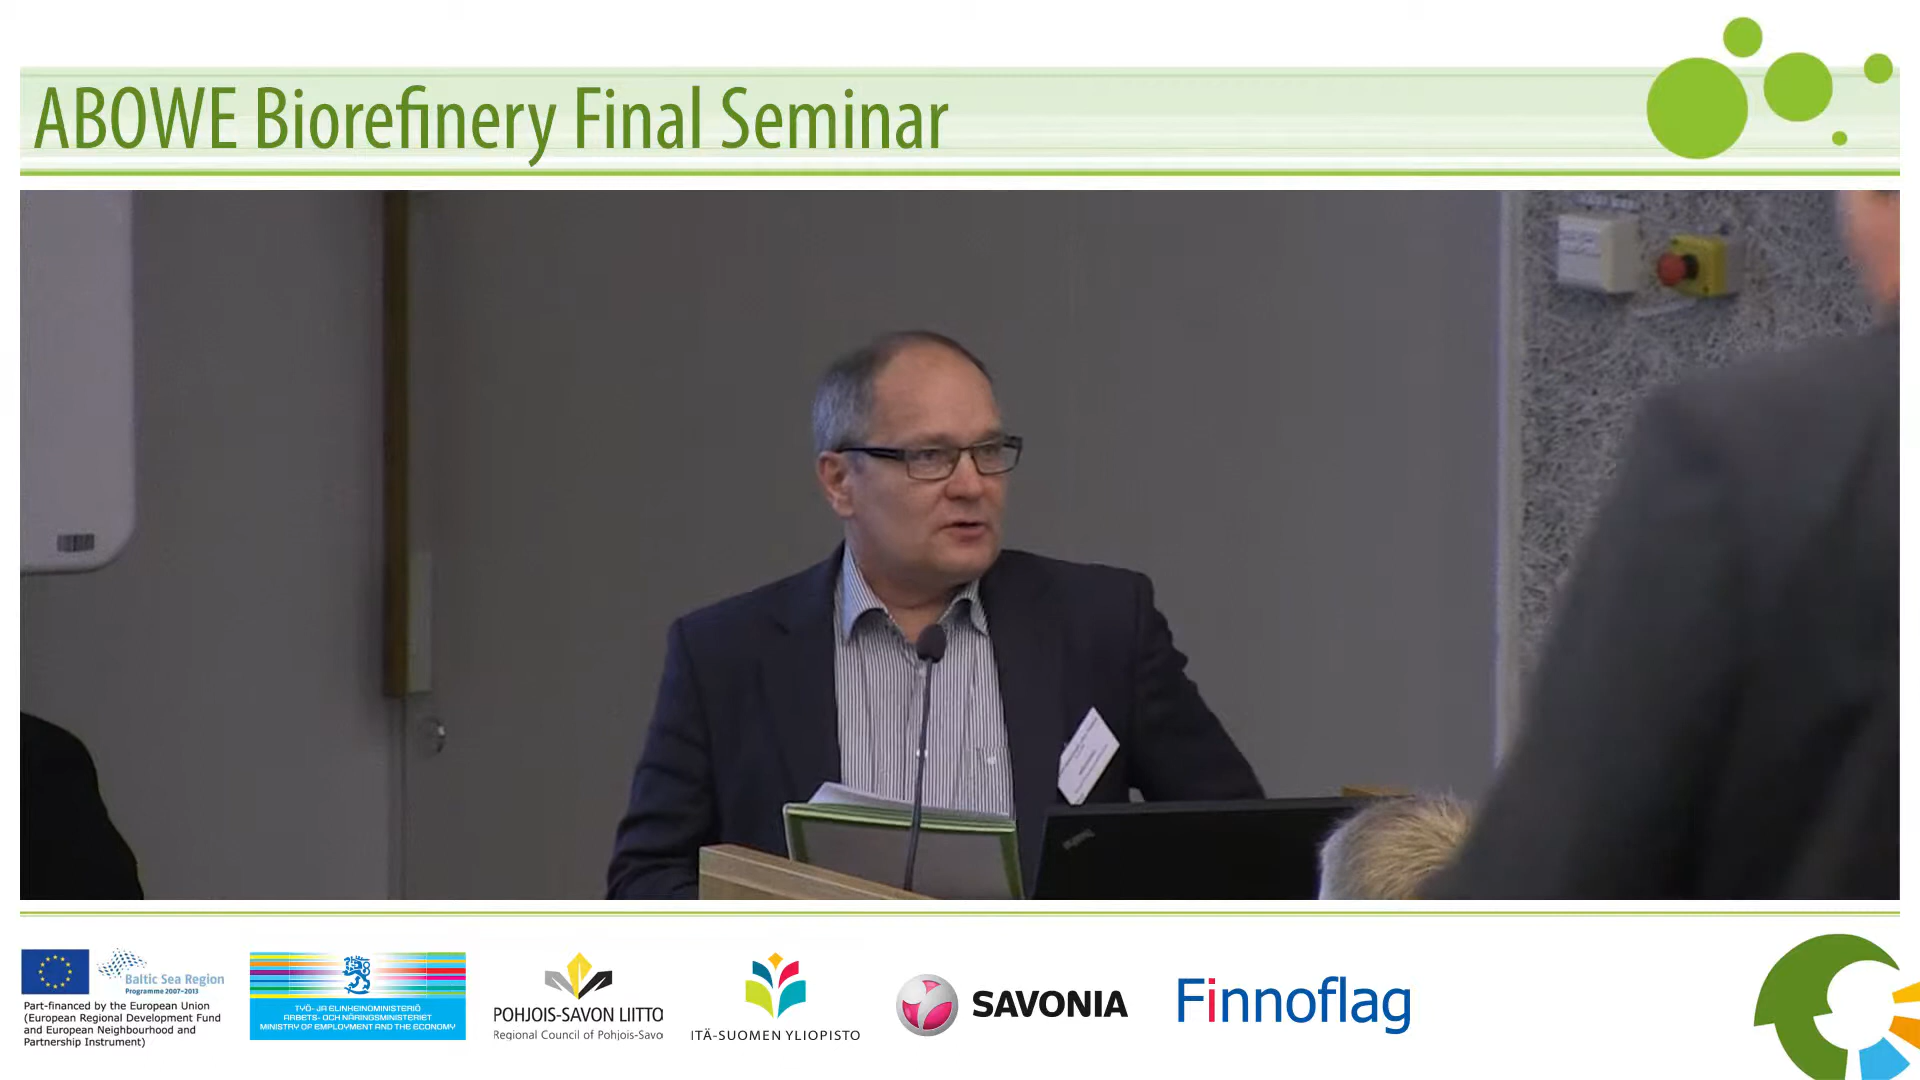 ABOWE Biorefinery Final Seminar
Baltic Sea Region
Programme 2007-2013
Part-financed by the European Union
(European Regional Development Fund
and European Neighbourhood and
Partnership Instrument)
TYÖ- JA ELINKEINOMINISTERIÖ
ARBETS- OCH NÄRINGSMINISTERIET
MINISTRY OF EMPLOYMENT AND THE ECONOMY
POHJOIS-SAVON LIITTO
Regional Council of Pohjois-Savo
ITÄ-SUOMEN YLIOPISTO
SAVONIA
Finnoflag